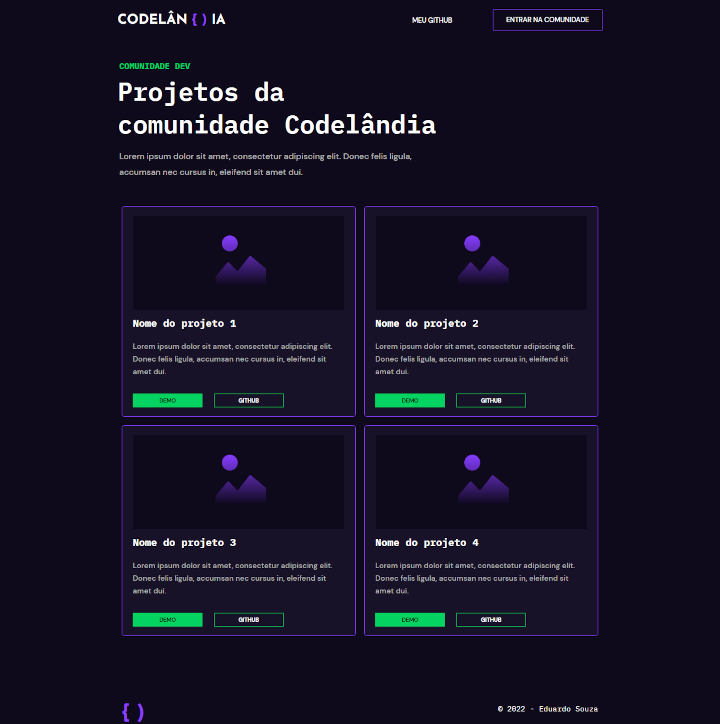 CODELÂN { } IA
MEU GITHUB
ENTRAR NA COMUNIDADE
COMUNIDADE DEV
Projetos da
comunidade Codelândia
Lorem ipsum dolor sit amet, consectetur adipiscing elit. Donec felis ligula,
accumsan nec cursus in, eleifend sit amet dui.
Nome do projeto 1
Lorem ipsum dolor sit amet, consectetur adipiscing elit.
Donec felis ligula, accumsan nec cursus in, eleifend sit
amet dui.
DEMO
GITHUB
Nome do projeto 2
Lorem ipsum dolor sit amet, consectetur adipiscing elit.
Donec felis ligula, accumsan nec cursus in, eleifend sit
amet dui.
DEMO
GITHUB
Nome do projeto 3
Lorem ipsum dolor sit amet, consectetur adipiscing elit.
Donec felis ligula, accumsan nec cursus in, eleifend sit
amet dui.
DEMO
GITHUB
Nome do projeto 4
Lorem ipsum dolor sit amet, consectetur adipiscing elit.
Donec felis ligula, accumsan nec cursus in, eleifend sit
amet dui.
DEMO
GITHUB
{ )
© 2022 - Eduardo Souza